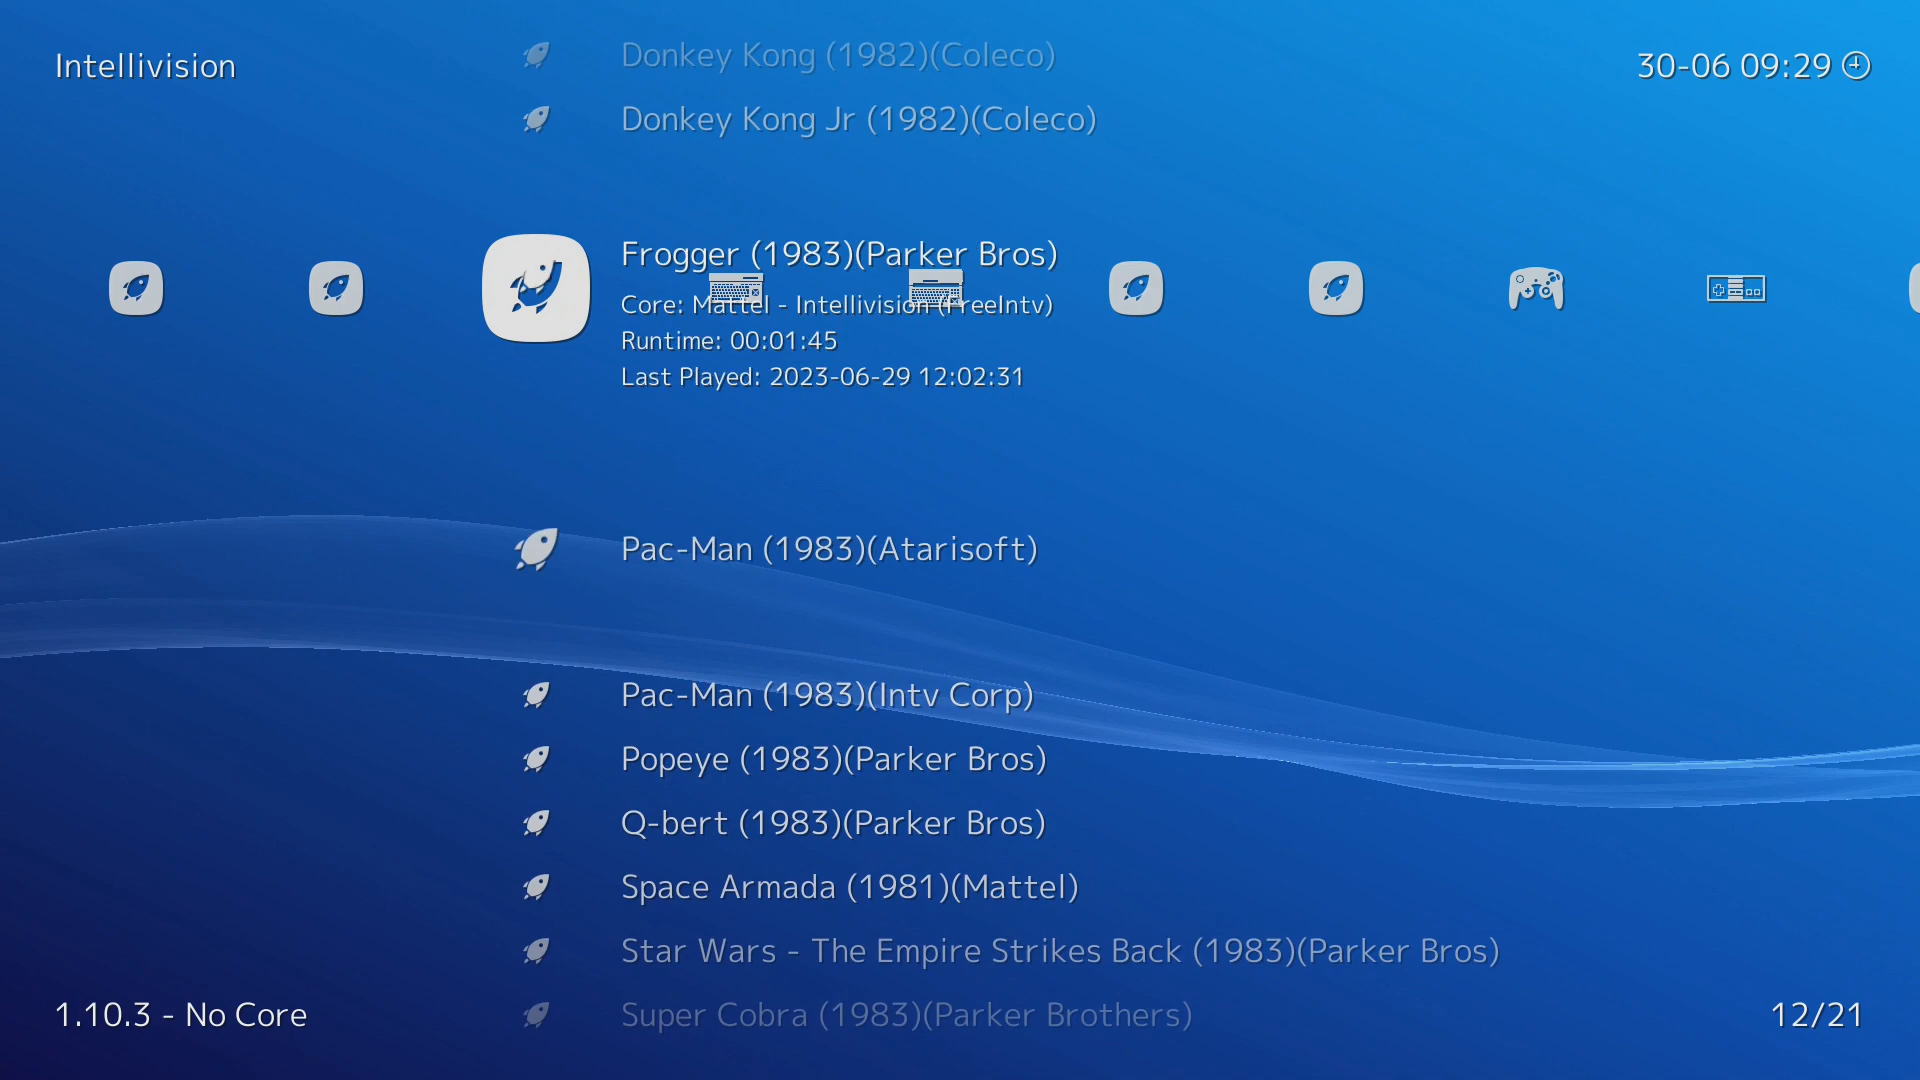 Intellivision
30-06 09:29
Donkey Kong (1982)(Coleco)
Donkey Kong Jr (1982)(Coleco)
Frogger (1983)(Parker Bros)
Core: Mattel - Intellivision (FreeIntv)
Runtime: 00:01:45
Last Played: 2023-06-29 12:02:31
Pac-Man (1983)(Atarisoft)
Pac-Man (1983)(Intv Corp)
Popeye (1983)(Parker Bros)
Q-bert (1983)(Parker Bros)
Space Armada (1981)(Mattel)
Star Wars - The Empire Strikes Back (1983)(Parker Bros)
Super Cobra (1983)(Parker Brothers)
1.10.3 - No Core
12/21